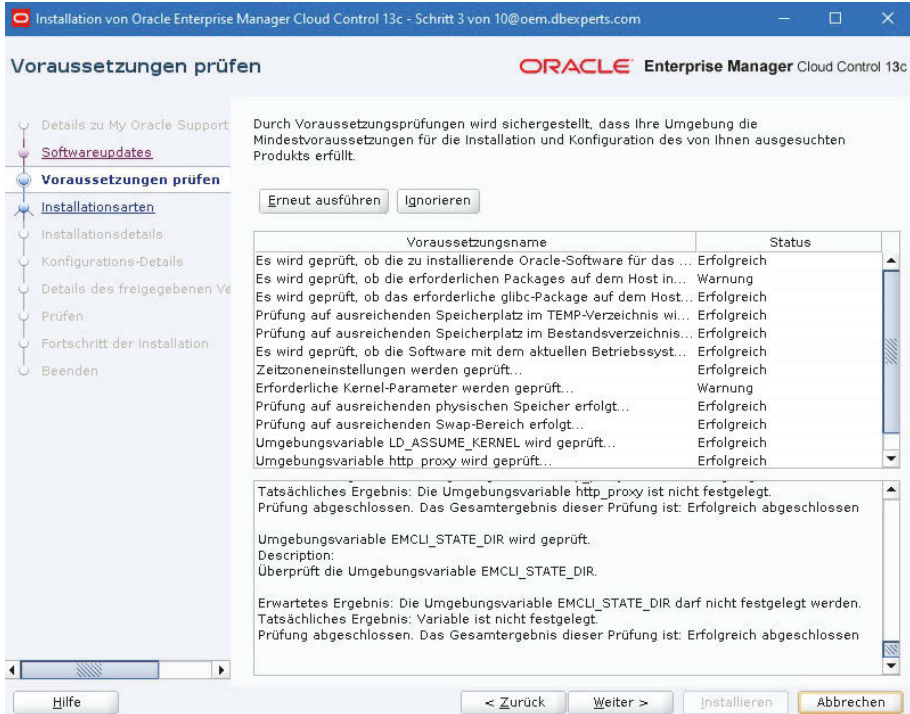 Installation von Oracle Enterprise Manager Cloud Control 13c - Schritt 3 von 10@oem.dbexperts.com
Voraussetzungen prüfen
ORACLE Enterprise Manager Cloud Control 13c
Details zu My Oracle Support
Softwareupdates
Voraussetzungen prüfen
Installationsarten
Installationsdetails
Konfigurations-Details
Details des freigegebenen Ve
Prüfen
Fortschritt der Installation
Beenden
Durch Voraussetzungsprüfungen wird sichergestellt, dass Ihre Umgebung die
Mindestvoraussetzungen für die Installation und Konfiguration des von Ihnen ausgesuchten
Produkts erfüllt.
Erneut ausführen Ignorieren
Voraussetzungsname Status
Es wird geprüft, ob die zu installierende Oracle-Software für das ... Erfolgreich
Es wird geprüft, ob die erforderlichen Packages auf dem Host in... Warnung
Es wird geprüft, ob das erforderliche glibc-Package auf dem Host... Erfolgreich
Prüfung auf ausreichenden Speicherplatz im TEMP-Verzeichnis wi... Erfolgreich
Prüfung auf ausreichenden Speicherplatz im Bestandsverzeichnis... Erfolgreich
Es wird geprüft, ob die Software mit dem aktuellen Betriebssyst... Erfolgreich
Zeitzoneneinstellungen werden geprüft... Erfolgreich
Erforderliche Kernel-Parameter werden geprüft... Warnung
Prüfung auf ausreichenden physischen Speicher erfolgt... Erfolgreich
Prüfung auf ausreichenden Swap-Bereich erfolgt... Erfolgreich
Umgebungsvariable LD_ASSUME_KERNEL wird geprüft... Erfolgreich
Umgebungsvariable http_proxy wird geprüft... Erfolgreich
Tatsächliches Ergebnis: Die Umgebungsvariable http_proxy ist nicht festgelegt.
Prüfung abgeschlossen. Das Gesamtergebnis dieser Prüfung ist: Erfolgreich abgeschlossen
Umgebungsvariable EMCLI_STATE_DIR wird geprüft.
Description:
Überprüft die Umgebungsvariable EMCLI_STATE_DIR.
Erwartetes Ergebnis: Die Umgebungsvariable EMCLI_STATE_DIR darf nicht festgelegt werden.
Tatsächliches Ergebnis: Variable ist nicht festgelegt.
Prüfung abgeschlossen. Das Gesamtergebnis dieser Prüfung ist: Erfolgreich abgeschlossen
Hilfe < Zurück Weiter > Installieren Abbrechen